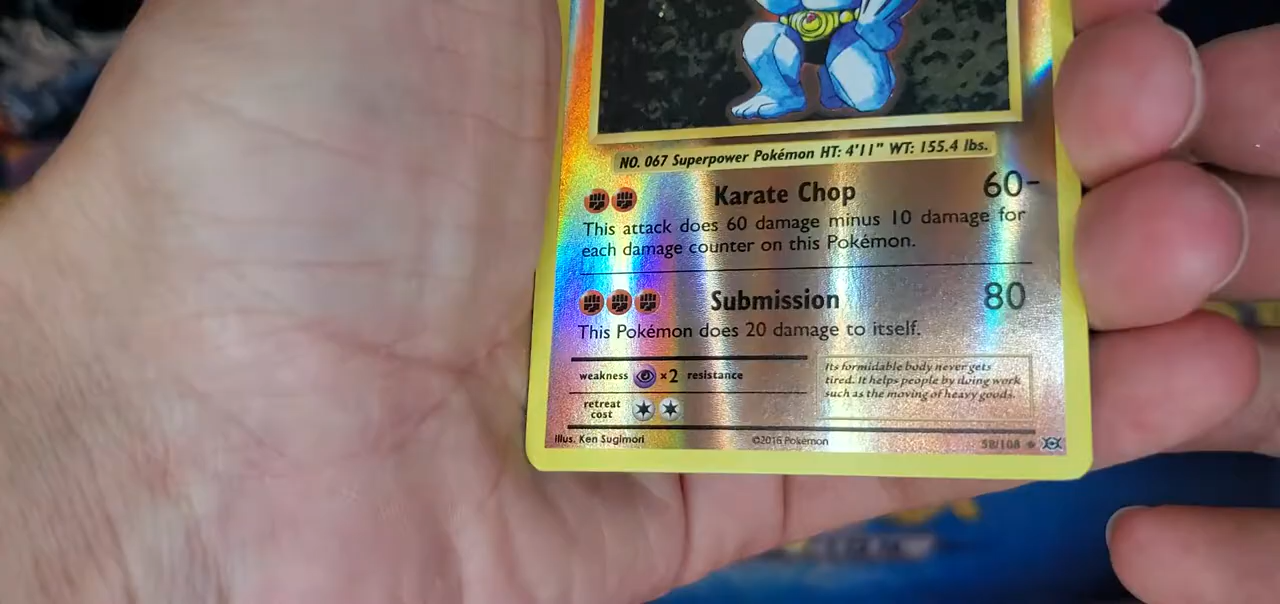 NO. 067 Superpower Pokémon HT: 4'11" WT: 155.4 lbs.
Karate Chop 60-
This attack does 60 damage minus 10 damage for
each damage counter on this Pokémon.
Submission 80
This Pokémon does 20 damage to itself.
weakness ×2 resistance
retreat
cost
Its formidable body never gets
tired. It helps people by doing work
such as the moving of heavy goods.
Illus. Ken Sugimori
©2016 Pokémon
58/108